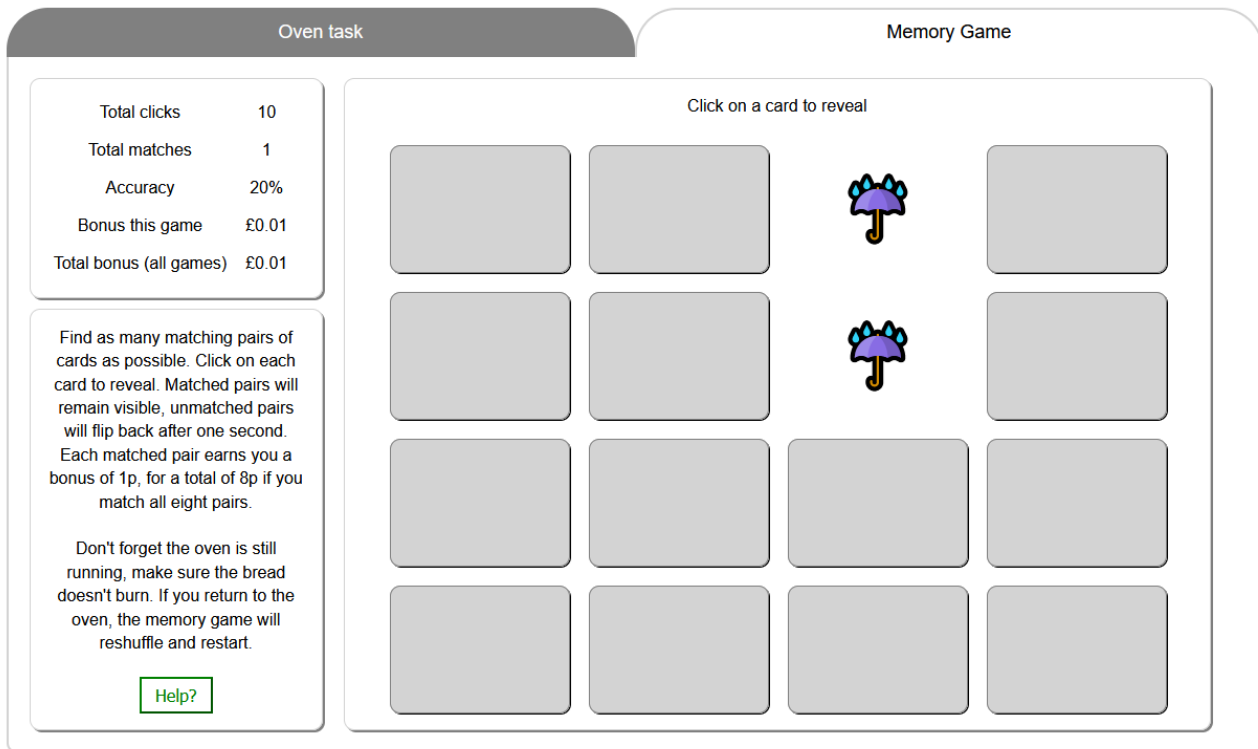 Oven task
Memory Game
Total clicks 10
Total matches 1
Accuracy 20%
Bonus this game £0.01
Total bonus (all games) £0.01
Find as many matching pairs of
cards as possible. Click on each
card to reveal. Matched pairs will
remain visible, unmatched pairs
will flip back after one second.
Each matched pair earns you a
bonus of 1p, for a total of 8p if you
match all eight pairs.
Don't forget the oven is still
running, make sure the bread
doesn't burn. If you return to the
oven, the memory game will
reshuffle and restart.
Help?
Click on a card to reveal